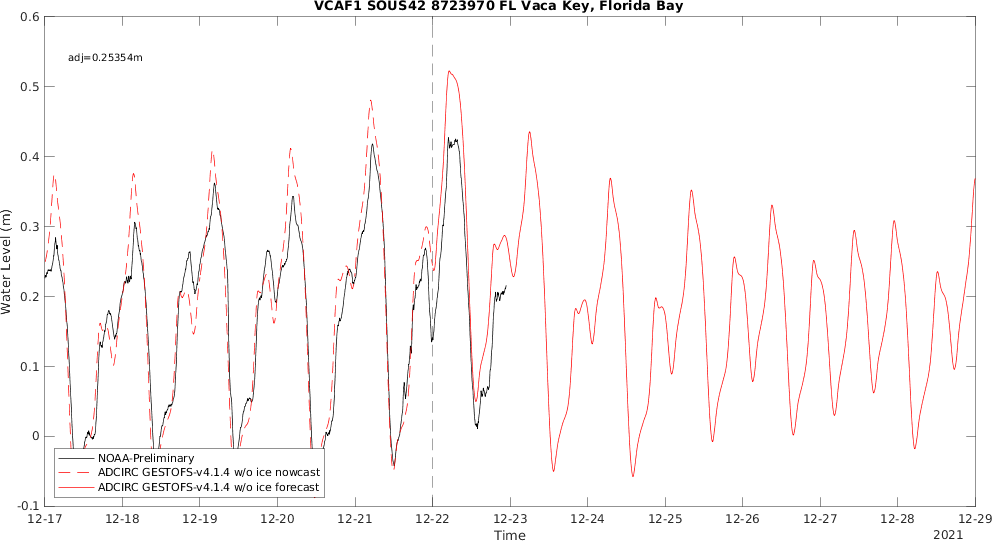 VCAF1 SOUS42 8723970 FL Vaca Key, Florida Bay
adj=0.25354m
0.6
0.5
0.4
0.3
0.2
0.1
0
-0.1
Water Level (m)
NOAA-Preliminary
ADCIRC GESTOFS-v4.1.4 w/o ice nowcast
ADCIRC GESTOFS-v4.1.4 w/o ice forecast
12-17 12-18 12-19 12-20 12-21 12-22 12-23 12-24 12-25 12-26 12-27 12-28 12-29
Time
2021